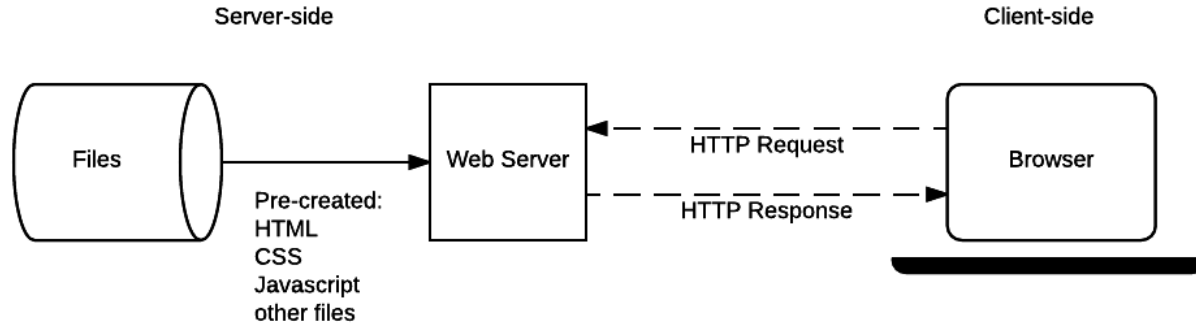 Server-side
Client-side
Files
Web Server
HTTP Request
Browser
Pre-created:
HTML
CSS
Javascript
other files
HTTP Response